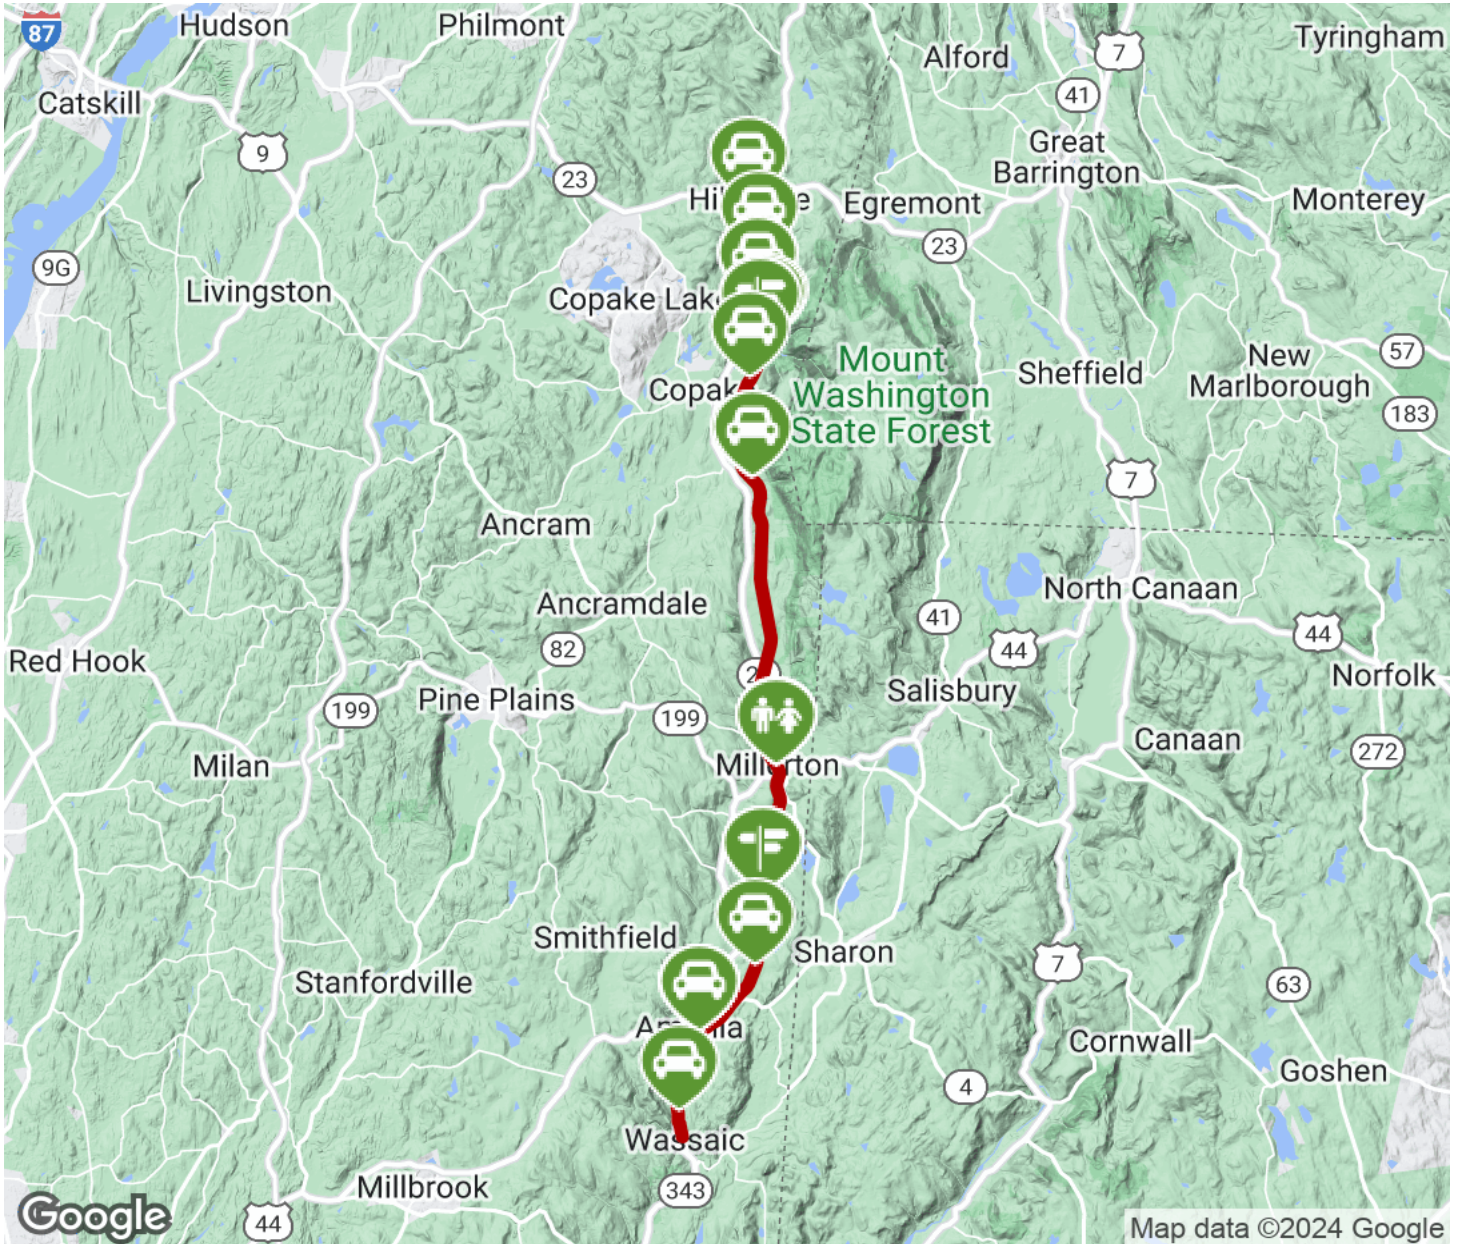 87
Hudson
Philmont
7
Alford
Tyringham
41
Catskill
9
Great
Barrington
23
Egremont
Monterey
23
9G
Livingston
Copake Lake
Mount
Washington
State Forest
Sheffield
New
Marlborough
57
183
7
Ancram
Ancramdale
North Canaan
41
44
44
82
Red Hook
Pine Plains
199
199
Salisbury
Norfolk
Milan
Millerton
Canaan
272
Smithfield
Sharon
7
63
Stanfordville
Cornwall
Goshen
4
Wassaic
Millbrook
343
44
Google
Map data ©2024 Google